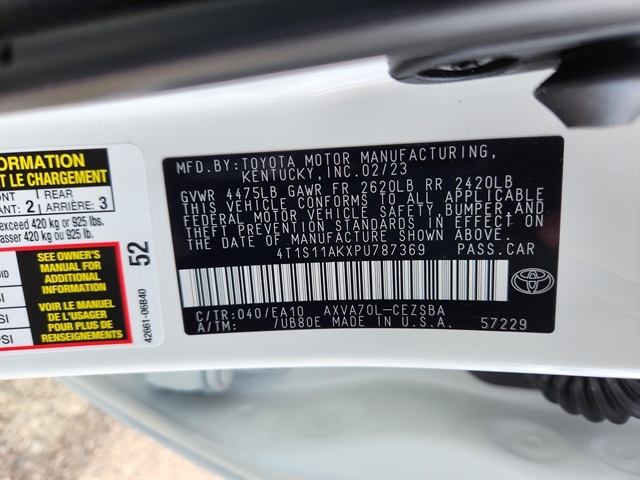 ORMATION
T LE CHARGEMENT
ONT
ANT: 2
REAR
ARRIÈRE: 3
exceed 420 kg or 925 lbs.
asser 420 kg ou 925 lb.
SEE OWNER'S
MANUAL FOR
ADDITIONAL
INFORMATION
VOIR LE MANUEL
DE L'USAGER
POUR PLUS DE
RENSEIGNEMENTS
52
42661-06B40
MFD.BY:TOYOTA MOTOR MANUFACTURING,
KENTUCKY,INC.02/23
GVWR 4475LB GAWR FR 2620LB RR 2420LB
THIS VEHICLE CONFORMS TO ALL APPLICABLE
FEDERAL MOTOR VEHICLE SAFETY,BUMPER,AND
THEFT PREVENTION STANDARDS IN EFFECT ON
THE DATE OF MANUFACTURE SHOWN ABOVE.
4T1S11AKXPU787369 PASS.CAR
C/TR:040/EA10 AXVA70L-CEZSBA
A/TM: /UB80E MADE IN U.S.A. 57229